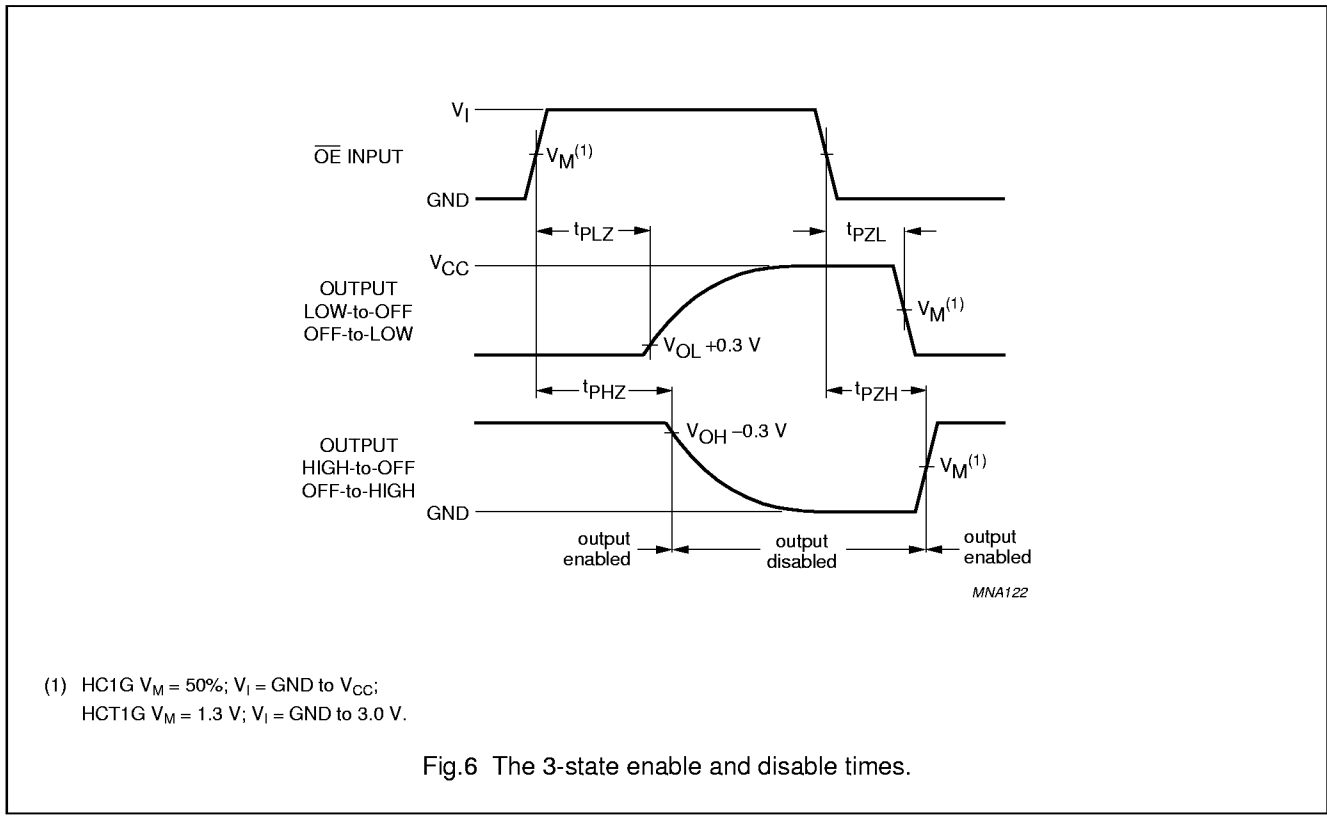 V_I
O̅E̅ INPUT
V_M^(1)
GND
t_PLZ
t_PZL
V_CC
OUTPUT
LOW-to-OFF
OFF-to-LOW
V_M^(1)
V_OL +0.3 V
t_PHZ
t_PZH
V_OH −0.3 V
OUTPUT
HIGH-to-OFF
OFF-to-HIGH
V_M^(1)
GND
output
enabled
output
disabled
output
enabled
MNA122
(1) HC1G V_M = 50%; V_I = GND to V_CC;
HCT1G V_M = 1.3 V; V_I = GND to 3.0 V.
Fig.6 The 3-state enable and disable times.